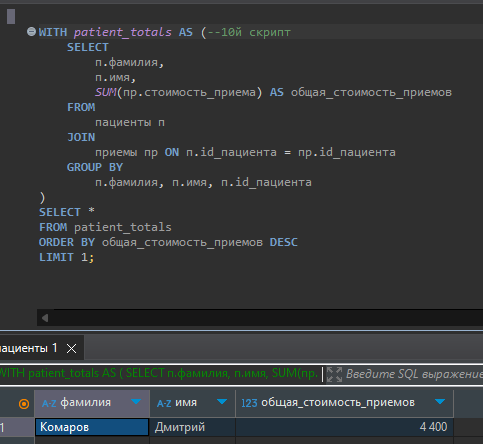 WITH patient_totals AS (--10й скрипт
SELECT
п.фамилия,
п.имя,
SUM(пр.стоимость_приема) AS общая_стоимость_приемов
FROM
пациенты п
JOIN
приемы пр ON п.id_пациента = пр.id_пациента
GROUP BY
п.фамилия, п.имя, п.id_пациента
)
SELECT *
FROM patient_totals
ORDER BY общая_стоимость_приемов DESC
LIMIT 1;
ациенты 1
WITH patient_totals AS ( SELECT п.фамилия, п.имя, SUM(пр. Введите SQL выражение
A-Z фамилия A-Z имя 123 общая_стоимость_приемов
1 Комаров Дмитрий 4 400